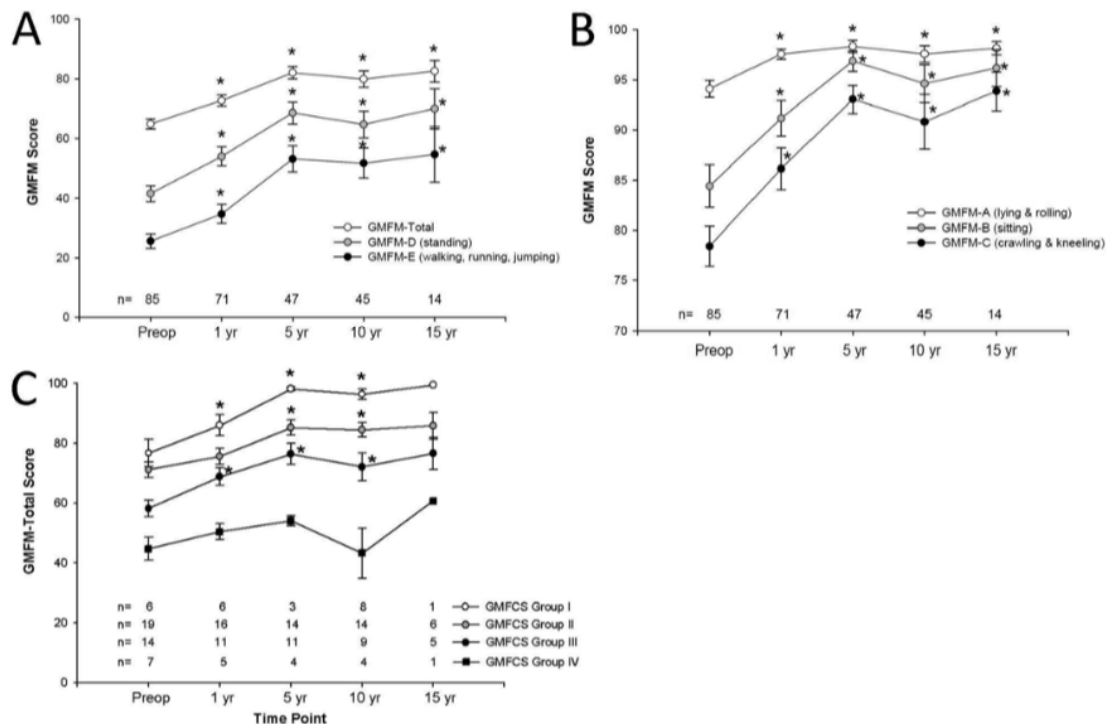 A
100
80
60
40
20
0
GMFM Score
* * * *
* * * *
* * * *
GMFM-Total
GMFM-D (standing)
GMFM-E (walking, running, jumping)
n= 85 71 47 45 14
Preop 1 yr 5 yr 10 yr 15 yr
B
100
95
90
85
80
75
70
GMFM Score
* * * *
* * * *
* * * *
GMFM-A (lying & rolling)
GMFM-B (sitting)
GMFM-C (crawling & kneeling)
n= 85 71 47 45 14
Preop 1 yr 5 yr 10 yr 15 yr
C
100
80
60
40
20
0
GMFM-Total Score
* * *
* *
* * *
n= 6 6 3 8 1 GMFCS Group I
n= 19 16 14 14 6 GMFCS Group II
n= 14 11 11 9 5 GMFCS Group III
n= 7 5 4 4 1 GMFCS Group IV
Preop 1 yr 5 yr 10 yr 15 yr
Time Point